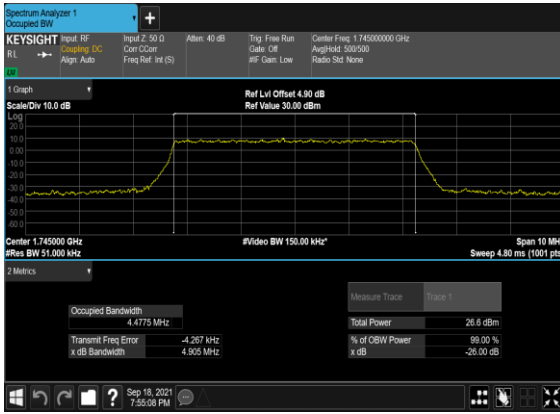 Spectrum Analyzer 1
Occupied BW
+
KEYSIGHT Input: RF Input Z: 50 Ω Atten: 40 dB Trig: Free Run Center Freq: 1.745000000 GHz
RL Coupling: DC Corr CCorr Gate: Off Avg|Hold: 500/500
Align: Auto Freq Ref: Int (S) #IF Gain: Low Radio Std: None
LW
1 Graph
Ref Lvl Offset 4.90 dB
Scale/Div 10.0 dB Ref Value 30.00 dBm
Log
20.0
10.0
0.00
-10.0
-20.0
-30.0
-40.0
-50.0
-60.0
Center 1.745000 GHz #Video BW 150.00 kHz* Span 10 MH
#Res BW 51.000 kHz Sweep 4.80 ms (1001 pts
2 Metrics
Measure Trace Trace 1
Occupied Bandwidth
4.4775 MHz Total Power 26.6 dBm
Transmit Freq Error -4.267 kHz % of OBW Power 99.00 %
x dB Bandwidth 4.905 MHz x dB -26.00 dB
? Sep 18, 2021
7:55:08 PM